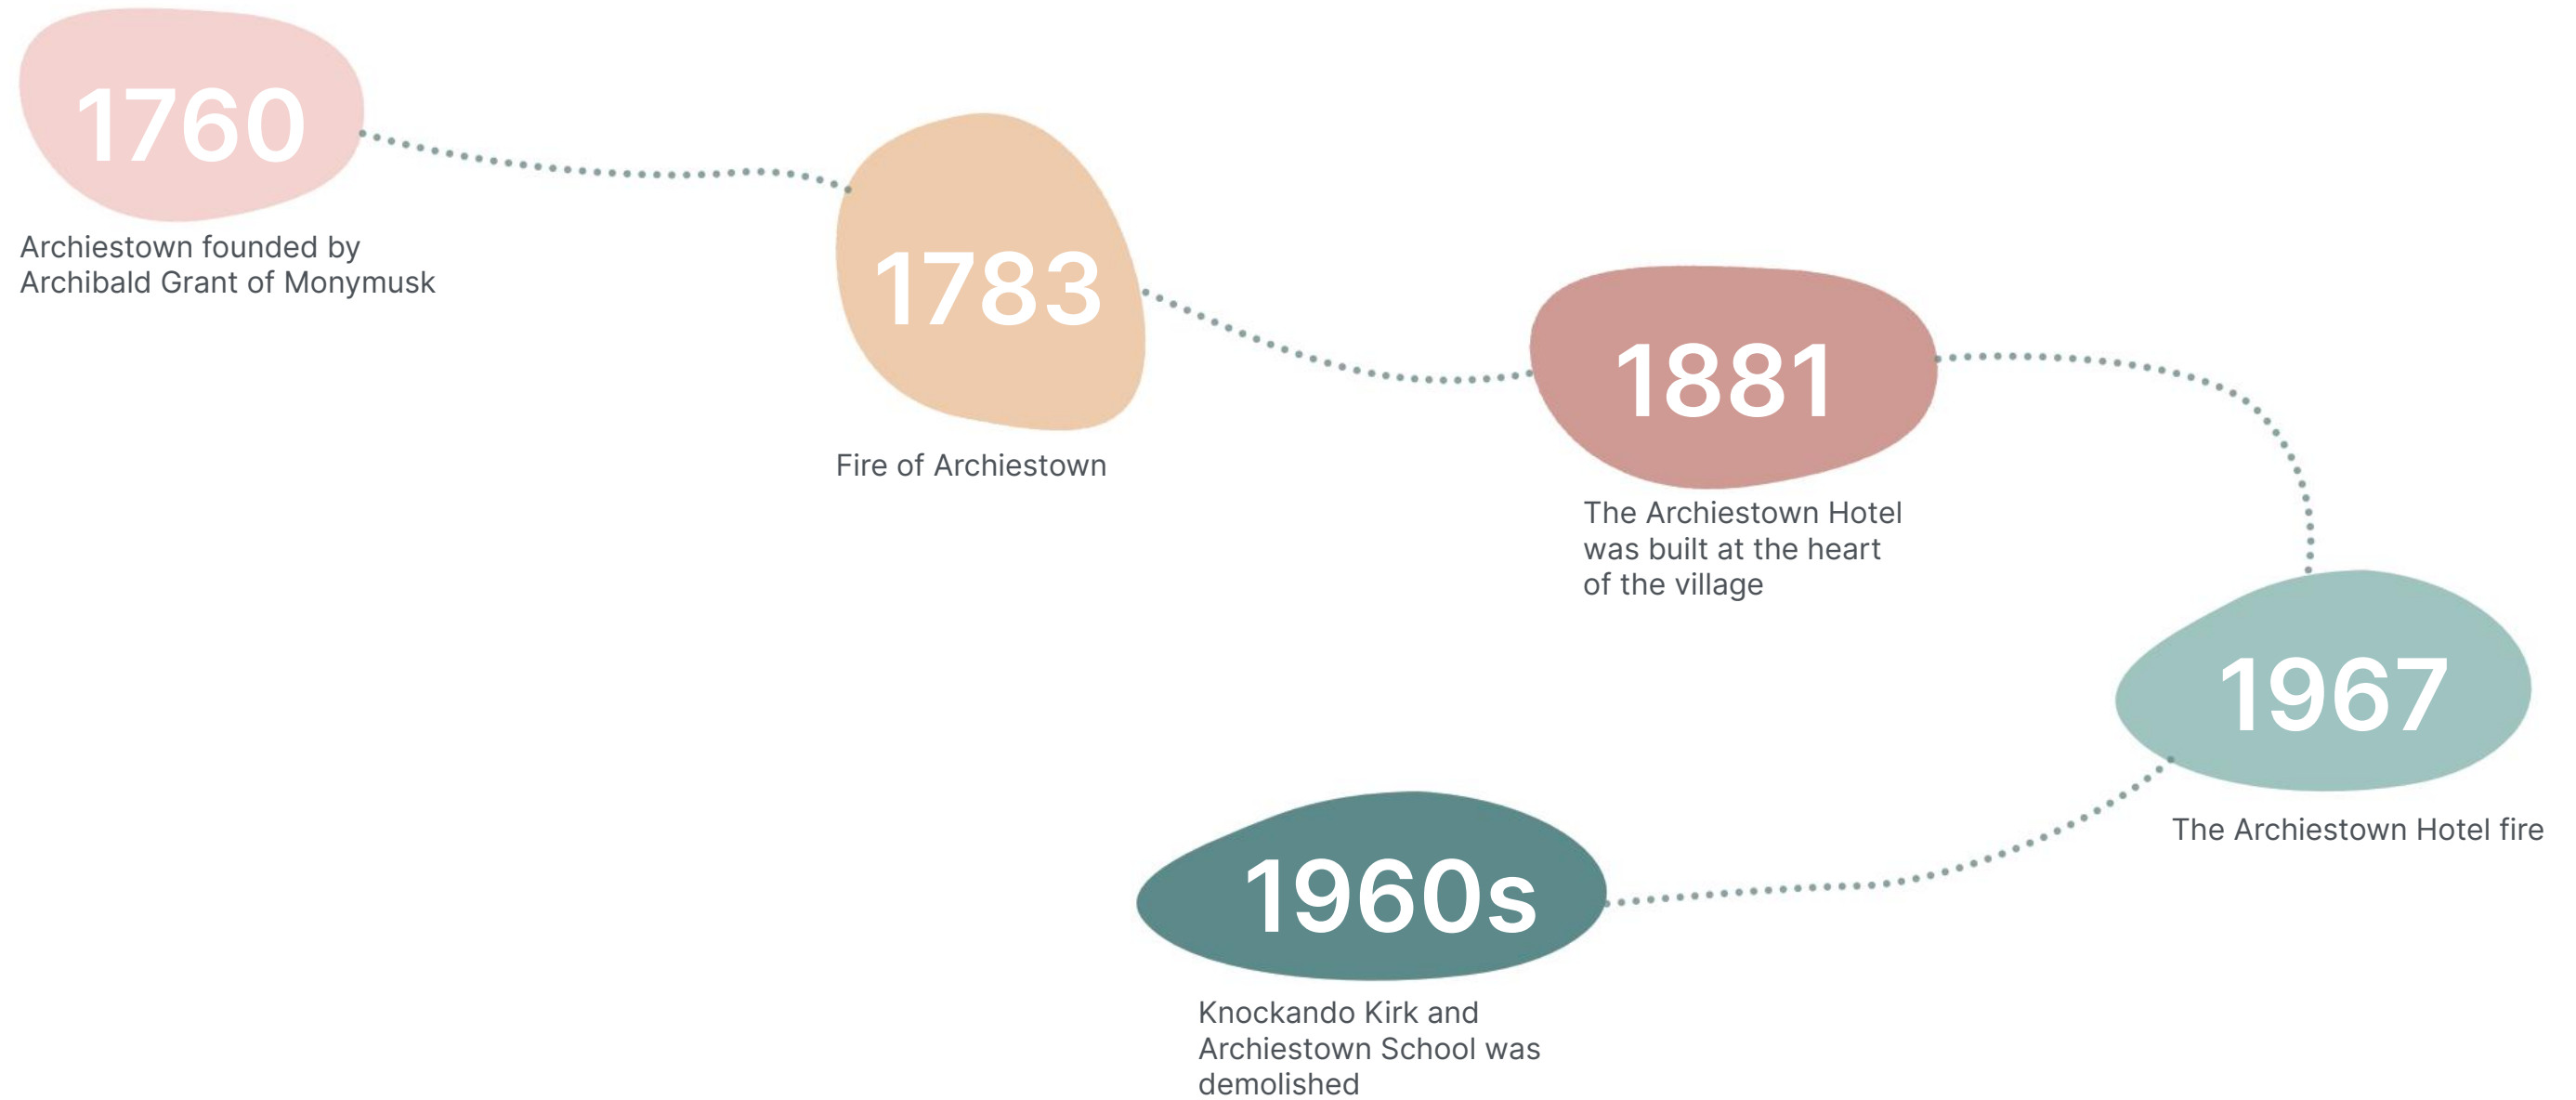 1760
Archiestown founded by
Archibald Grant of Monymusk
1783
Fire of Archiestown
1881
The Archiestown Hotel
was built at the heart
of the village
1967
The Archiestown Hotel fire
1960s
Knockando Kirk and
Archiestown School was
demolished